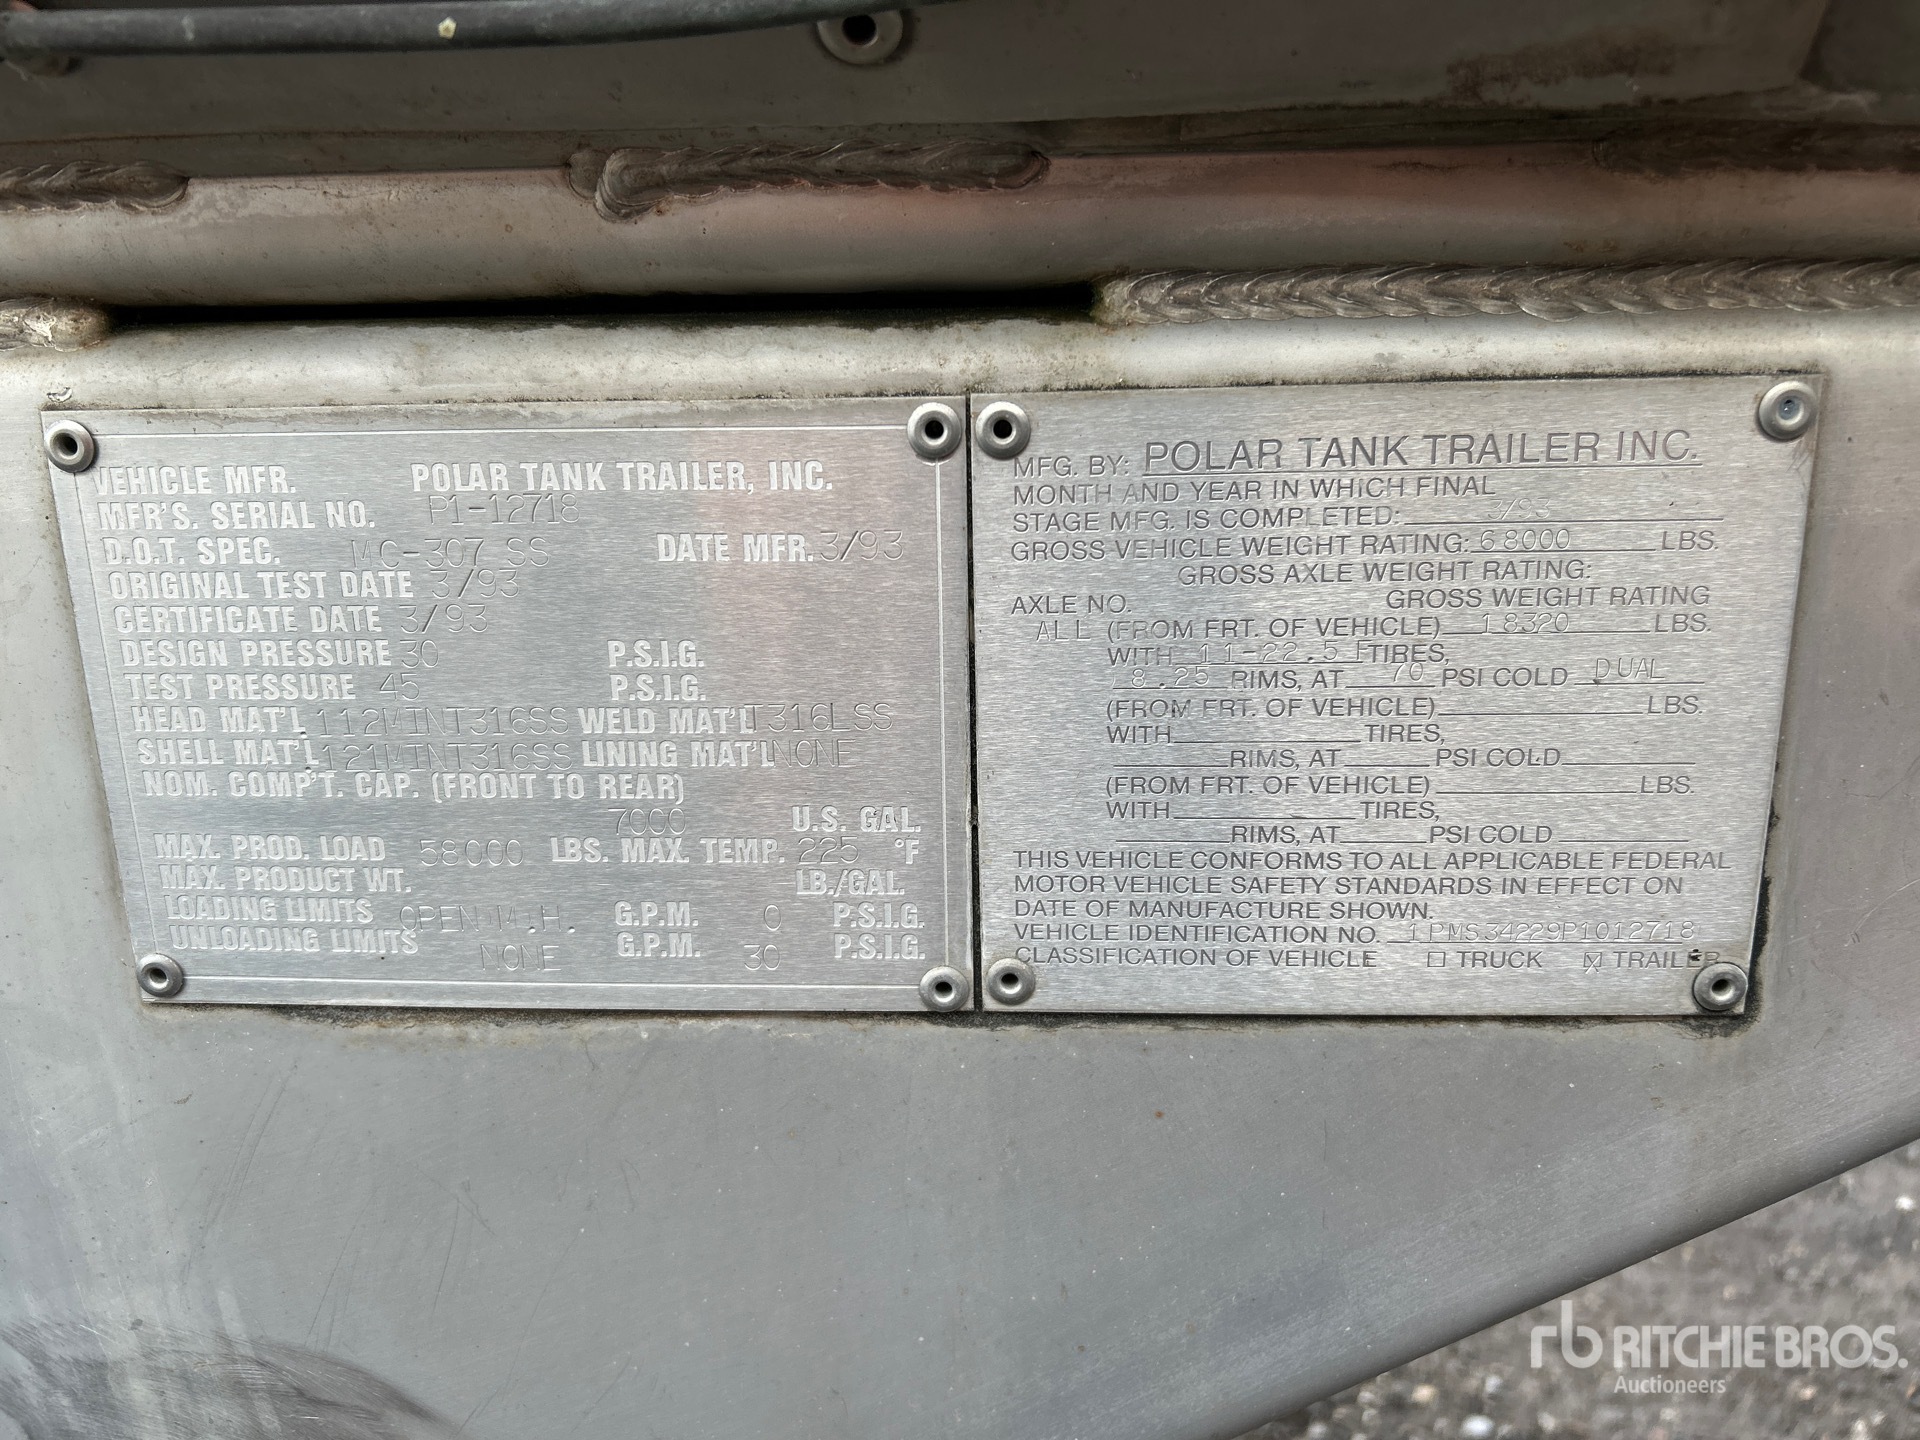 VEHICLE MFR. POLAR TANK TRAILER, INC.
MFR'S. SERIAL NO. P1-12718
D.O.T. SPEC. MC-307 SS DATE MFR. 3/93
ORIGINAL TEST DATE 3/93
CERTIFICATE DATE 3/93
DESIGN PRESSURE 30 P.S.I.G.
TEST PRESSURE 45 P.S.I.G.
HEAD MAT'L 112MINT316SS WELD MAT'L T316LSS
SHELL MAT'L 121MINT316SS LINING MAT'L NONE
NOM. COMP'T. CAP. (FRONT TO REAR)
7000 U.S. GAL.
MAX. PROD. LOAD 58000 LBS. MAX. TEMP. 225 °F
MAX. PRODUCT WT. LB./GAL.
LOADING LIMITS OPEN M.H. G.P.M. 0 P.S.I.G.
UNLOADING LIMITS NONE G.P.M. 30 P.S.I.G.
MFG. BY: POLAR TANK TRAILER INC.
MONTH AND YEAR IN WHICH FINAL
STAGE MFG. IS COMPLETED: 3/93
GROSS VEHICLE WEIGHT RATING: 68000 LBS.
GROSS AXLE WEIGHT RATING:
AXLE NO. GROSS WEIGHT RATING
ALL (FROM FRT. OF VEHICLE) 18320 LBS.
WITH 11-22.5 TIRES,
8.25 RIMS, AT 70 PSI COLD DUAL
(FROM FRT. OF VEHICLE) LBS.
WITH TIRES,
RIMS, AT PSI COLD
(FROM FRT. OF VEHICLE) LBS.
WITH TIRES,
RIMS, AT PSI COLD
THIS VEHICLE CONFORMS TO ALL APPLICABLE FEDERAL
MOTOR VEHICLE SAFETY STANDARDS IN EFFECT ON
DATE OF MANUFACTURE SHOWN.
VEHICLE IDENTIFICATION NO. 1PMS34229P1012718
CLASSIFICATION OF VEHICLE ☐ TRUCK ☒ TRAILER
rb RITCHIE BROS.
Auctioneers